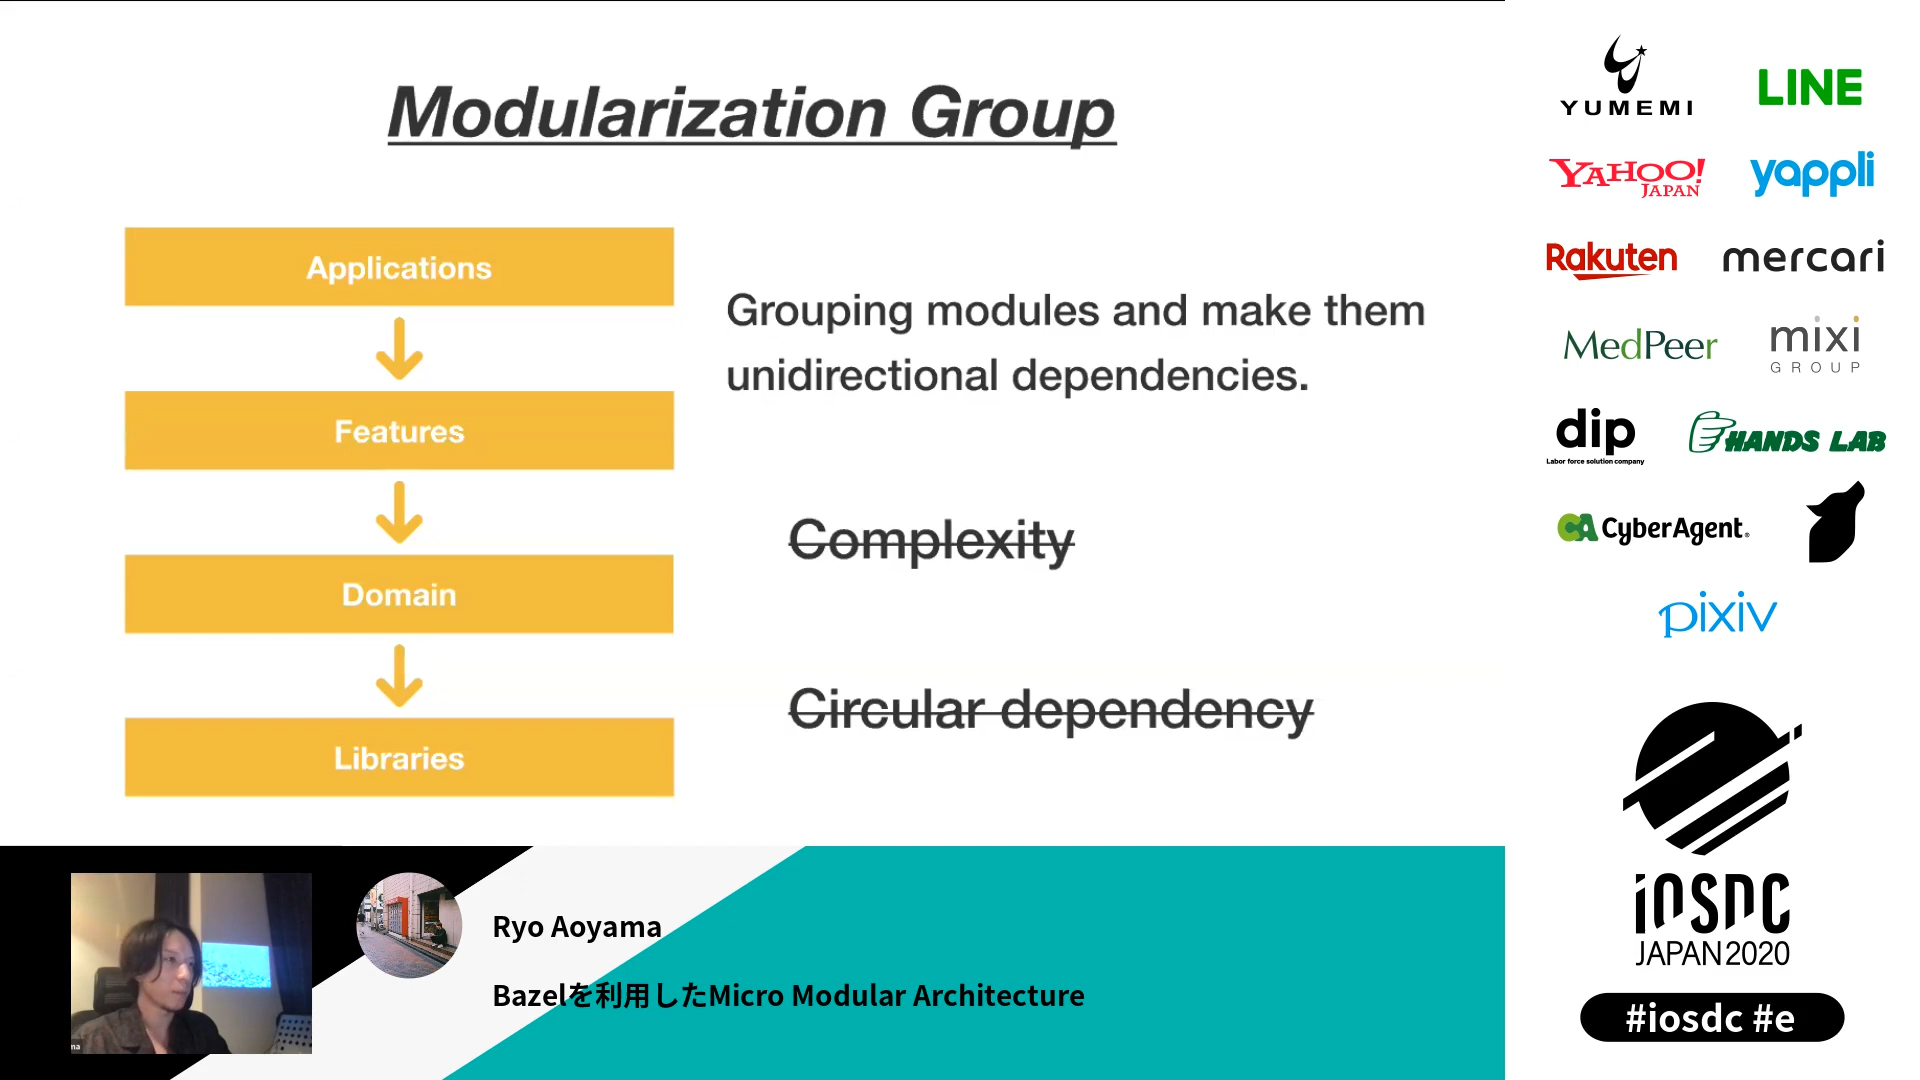 Modularization Group
Applications
Features
Domain
Libraries
Grouping modules and make them
unidirectional dependencies.
Complexity
Circular dependency
Ryo Aoyama
Bazelを利用したMicro Modular Architecture
YUMEMI
LINE
YAHOO!
JAPAN
yappli
Rakuten
mercari
MedPeer
mixi
GROUP
dip
Labor force solution company
HANDS LAB
CA CyberAgent.
pixiv
iOSDC
JAPAN 2020
#iosdc #e